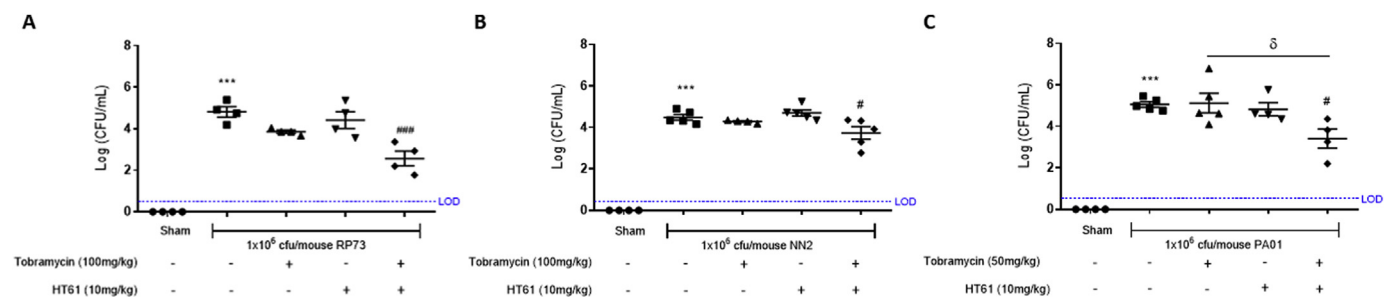 A
8
6
4
2
0
Log (CFU/mL)
***
###
LOD
Sham
1x10⁶ cfu/mouse RP73
Tobramycin (100mg/kg) - - + - +
HT61 (10mg/kg) - - - + +
B
8
6
4
2
0
Log (CFU/mL)
***
#
LOD
Sham
1x10⁶ cfu/mouse NN2
Tobramycin (100mg/kg) - - + - +
HT61 (10mg/kg) - - - + +
C
8
6
4
2
0
Log (CFU/mL)
δ
***
#
LOD
Sham
1x10⁶ cfu/mouse PA01
Tobramycin (50mg/kg) - - + - +
HT61 (10mg/kg) - - - + +